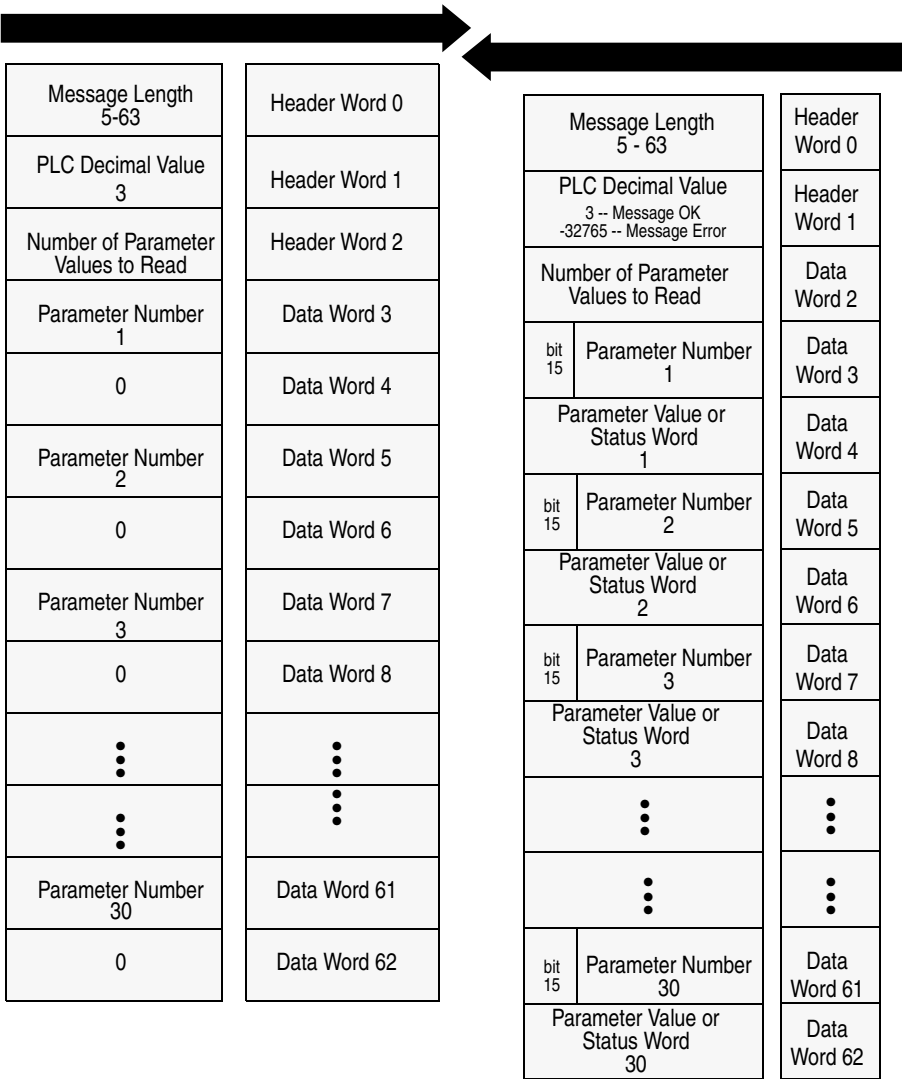 Message Length
5-63
Header Word 0
PLC Decimal Value
3
Header Word 1
Number of Parameter
Values to Read
Header Word 2
Parameter Number
1
Data Word 3
0
Data Word 4
Parameter Number
2
Data Word 5
0
Data Word 6
Parameter Number
3
Data Word 7
0
Data Word 8
Parameter Number
30
Data Word 61
0
Data Word 62
Message Length
5 - 63
Header
Word 0
PLC Decimal Value
3 -- Message OK
-32765 -- Message Error
Header
Word 1
Number of Parameter
Values to Read
Data
Word 2
bit
15
Parameter Number
1
Data
Word 3
Parameter Value or
Status Word
1
Data
Word 4
bit
15
Parameter Number
2
Data
Word 5
Parameter Value or
Status Word
2
Data
Word 6
bit
15
Parameter Number
3
Data
Word 7
Parameter Value or
Status Word
3
Data
Word 8
bit
15
Parameter Number
30
Data
Word 61
Parameter Value or
Status Word
30
Data
Word 62